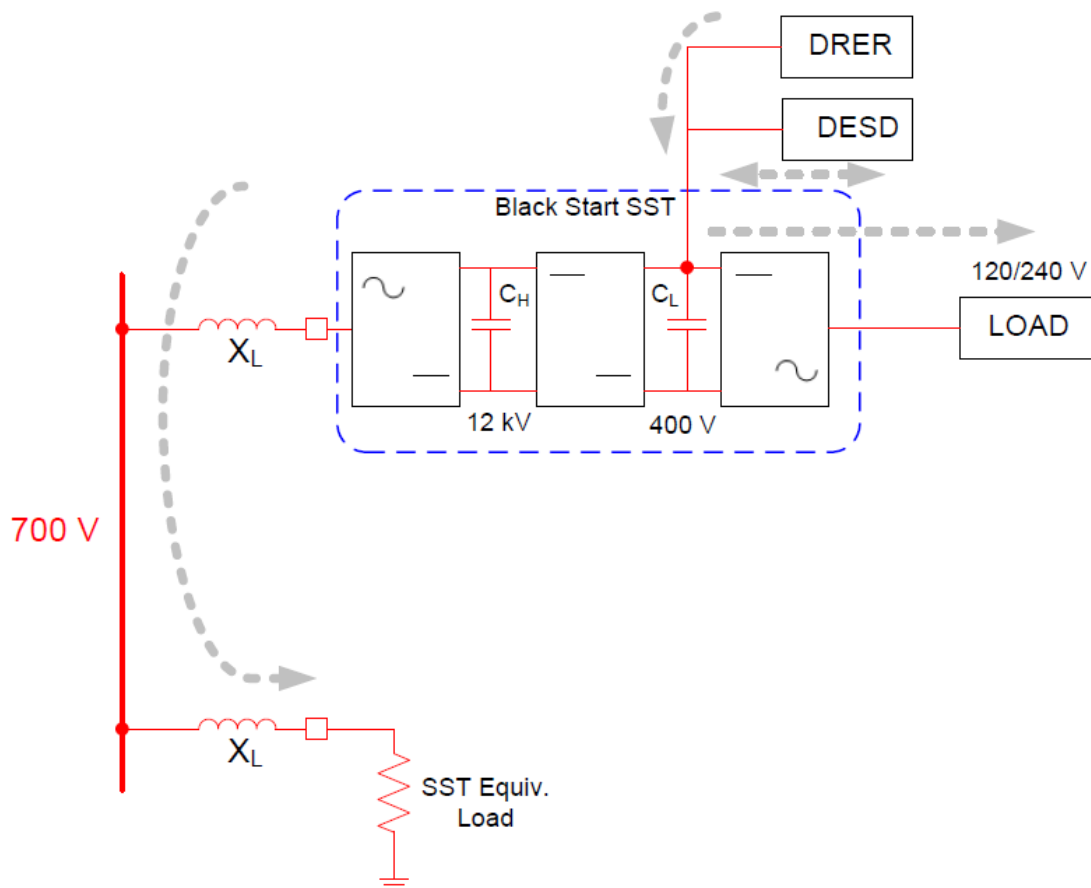 DRER
DESD
Black Start SST
120/240 V
C_H
C_L
LOAD
X_L
12 kV
400 V
700 V
X_L
SST Equiv.
Load